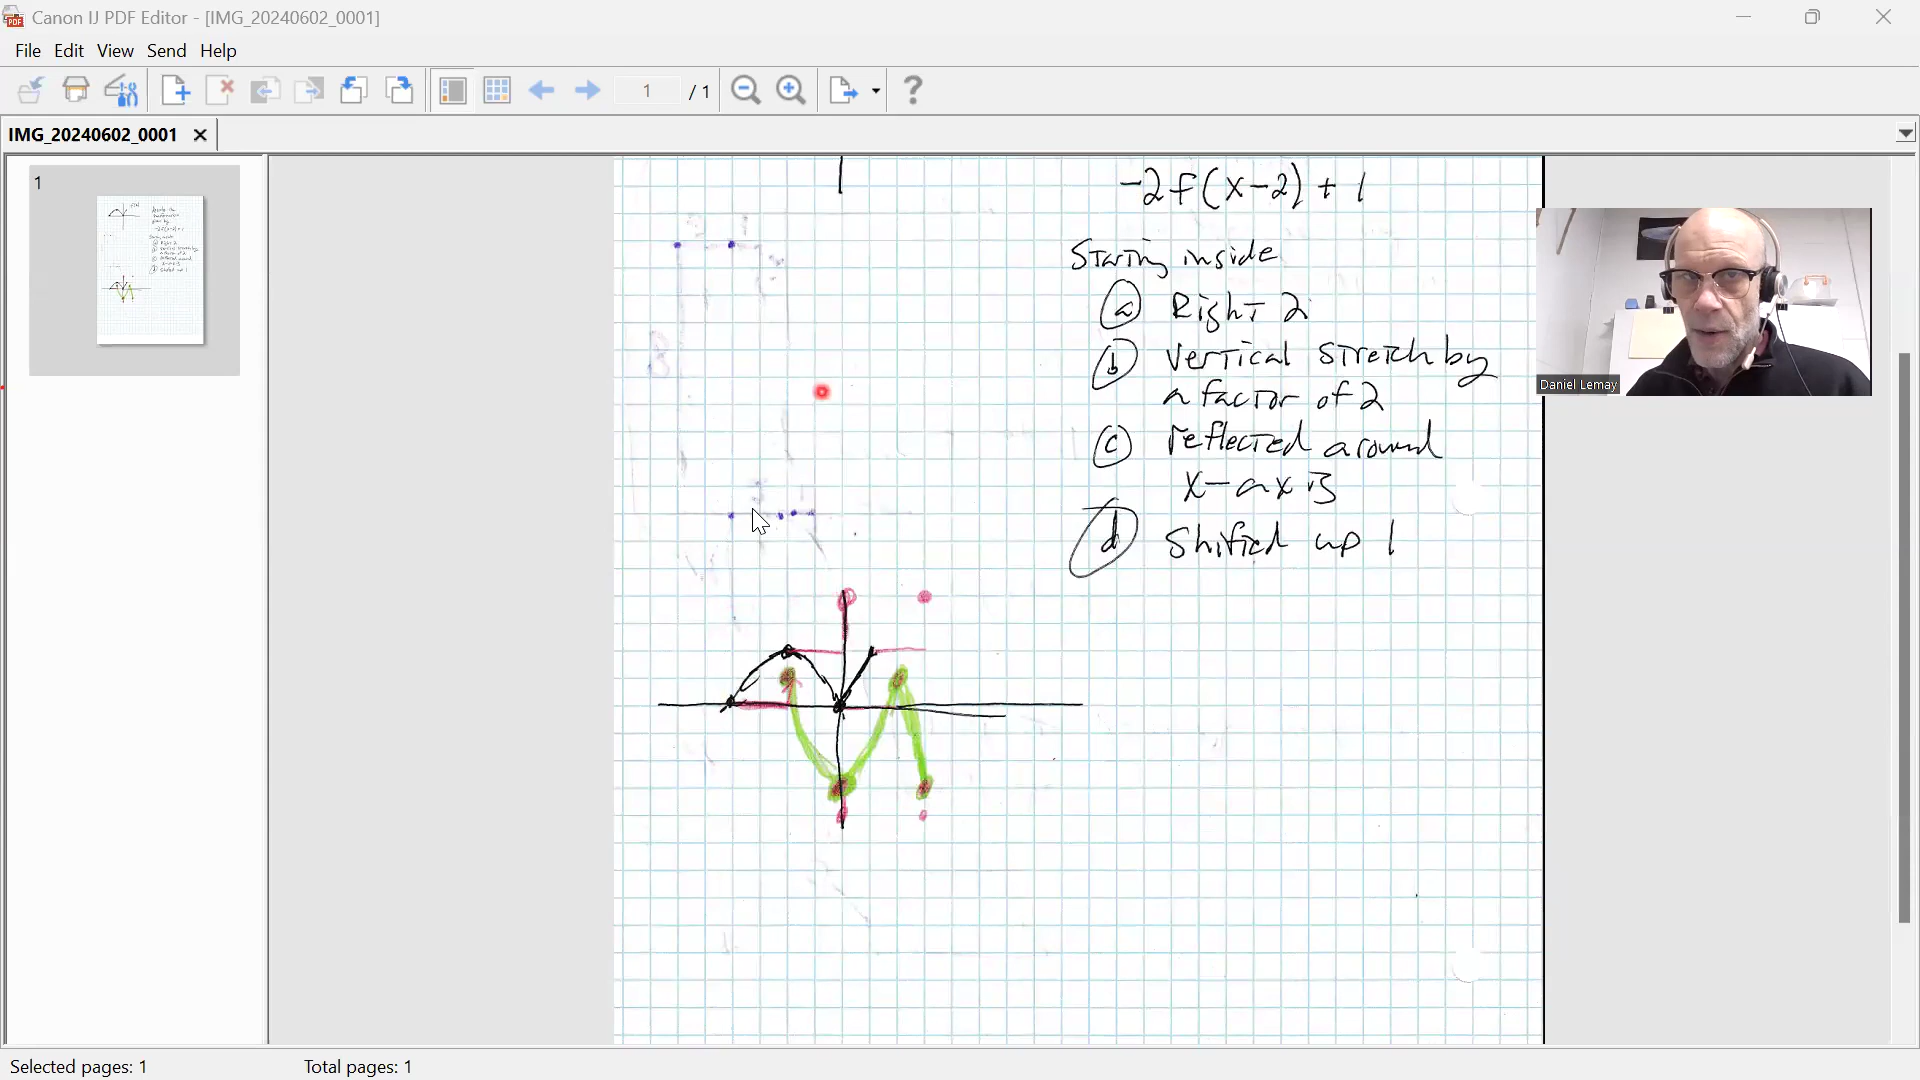 Canon IJ PDF Editor - [IMG_20240602_0001]
File Edit View Send Help
1 / 1
IMG_20240602_0001
1
-2f(x-2) + 1
Starting inside
a Right 2
b Vertical stretch by
a factor of 2
c reflected around
x-axis
d Shifted up 1
Daniel Lemay
Selected pages: 1 Total pages: 1